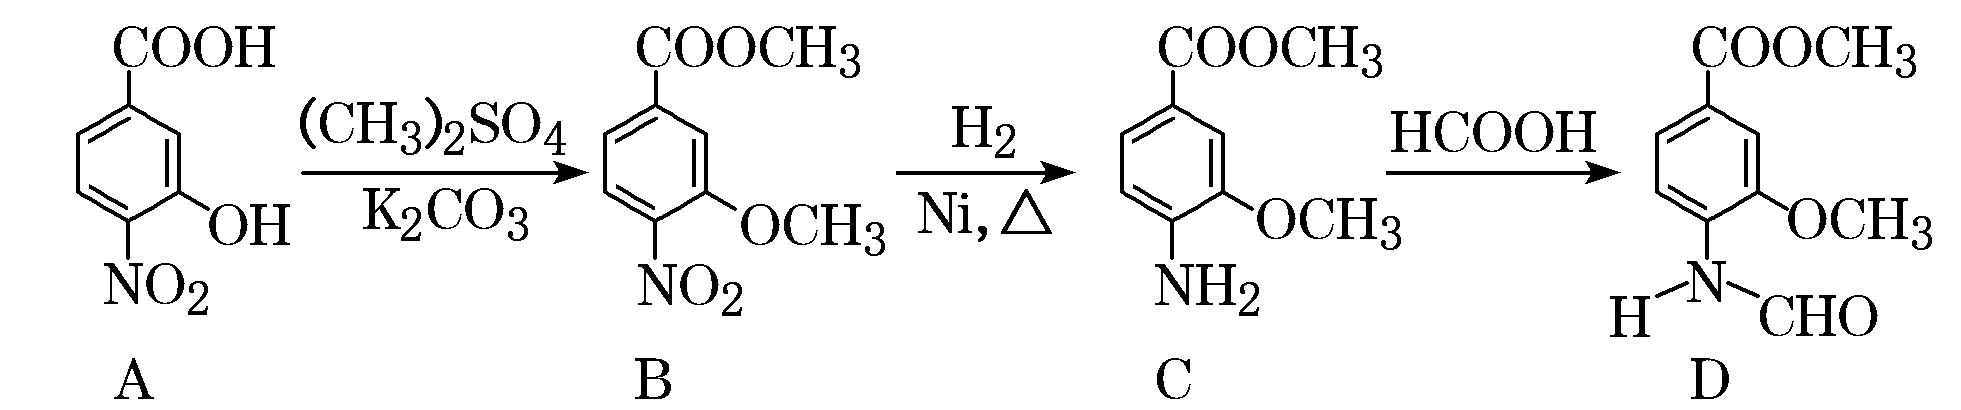 COOH
OH
NO2
A
(CH3)2SO4
K2CO3
COOCH3
OCH3
NO2
B
H2
Ni, △
COOCH3
OCH3
NH2
C
HCOOH
COOCH3
OCH3
N
H CHO
D